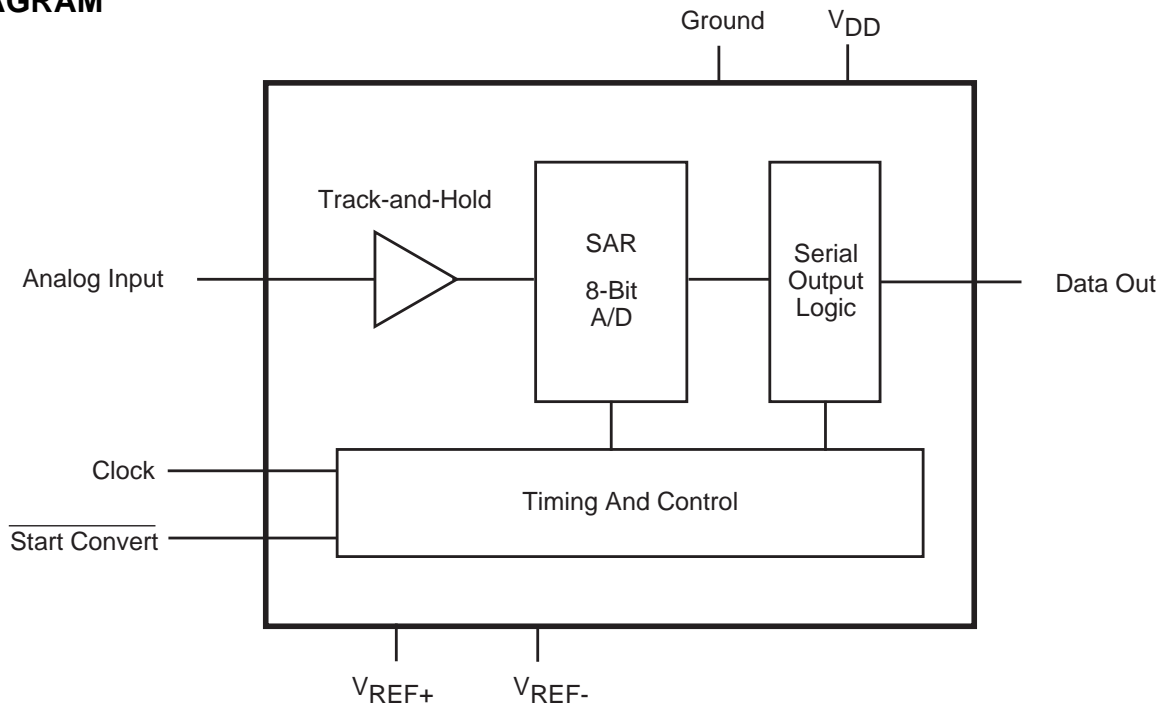 AGRAM
Ground
VDD
Track-and-Hold
SAR
8-Bit
A/D
Serial
Output
Logic
Analog Input
Data Out
Clock
Timing And Control
Start Convert
VREF+
VREF-